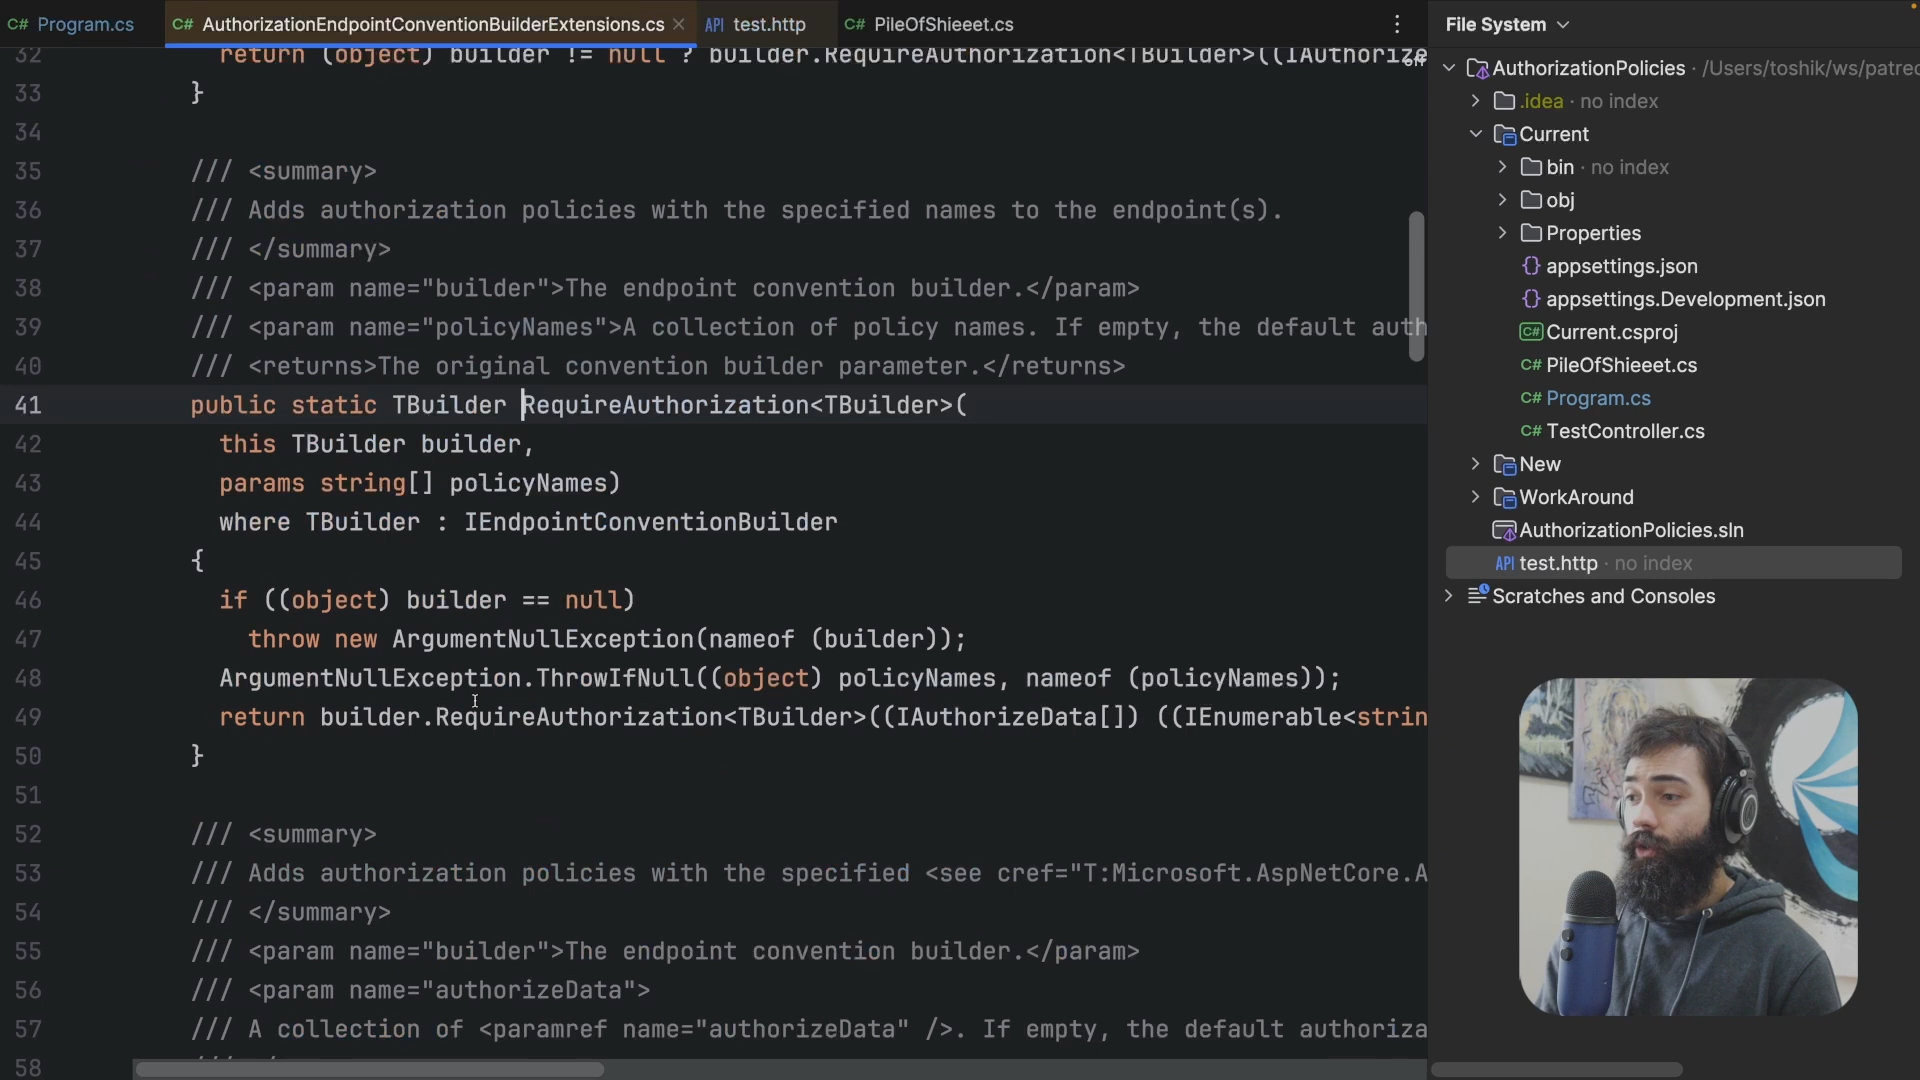 C# Program.cs
C# AuthorizationEndpointConventionBuilderExtensions.cs
API test.http
C# PileOfShieeet.cs
File System
32 return (object) builder != null ? builder.RequireAuthorization<TBuilder>((IAuthorize
33 }
34
35 /// <summary>
36 /// Adds authorization policies with the specified names to the endpoint(s).
37 /// </summary>
38 /// <param name="builder">The endpoint convention builder.</param>
39 /// <param name="policyNames">A collection of policy names. If empty, the default auth
40 /// <returns>The original convention builder parameter.</returns>
41 public static TBuilder RequireAuthorization<TBuilder>(
42 this TBuilder builder,
43 params string[] policyNames)
44 where TBuilder : IEndpointConventionBuilder
45 {
46 if ((object) builder == null)
47 throw new ArgumentNullException(nameof (builder));
48 ArgumentNullException.ThrowIfNull((object) policyNames, nameof (policyNames));
49 return builder.RequireAuthorization<TBuilder>((IAuthorizeData[]) ((IEnumerable<strin
50 }
51
52 /// <summary>
53 /// Adds authorization policies with the specified <see cref="T:Microsoft.AspNetCore.A
54 /// </summary>
55 /// <param name="builder">The endpoint convention builder.</param>
56 /// <param name="authorizeData">
57 /// A collection of <paramref name="authorizeData" />. If empty, the default authoriza
58
AuthorizationPolicies · /Users/toshik/ws/patreo
.idea · no index
Current
bin · no index
obj
Properties
{} appsettings.json
{} appsettings.Development.json
C# Current.csproj
C# PileOfShieeet.cs
C# Program.cs
C# TestController.cs
New
WorkAround
AuthorizationPolicies.sln
API test.http · no index
Scratches and Consoles